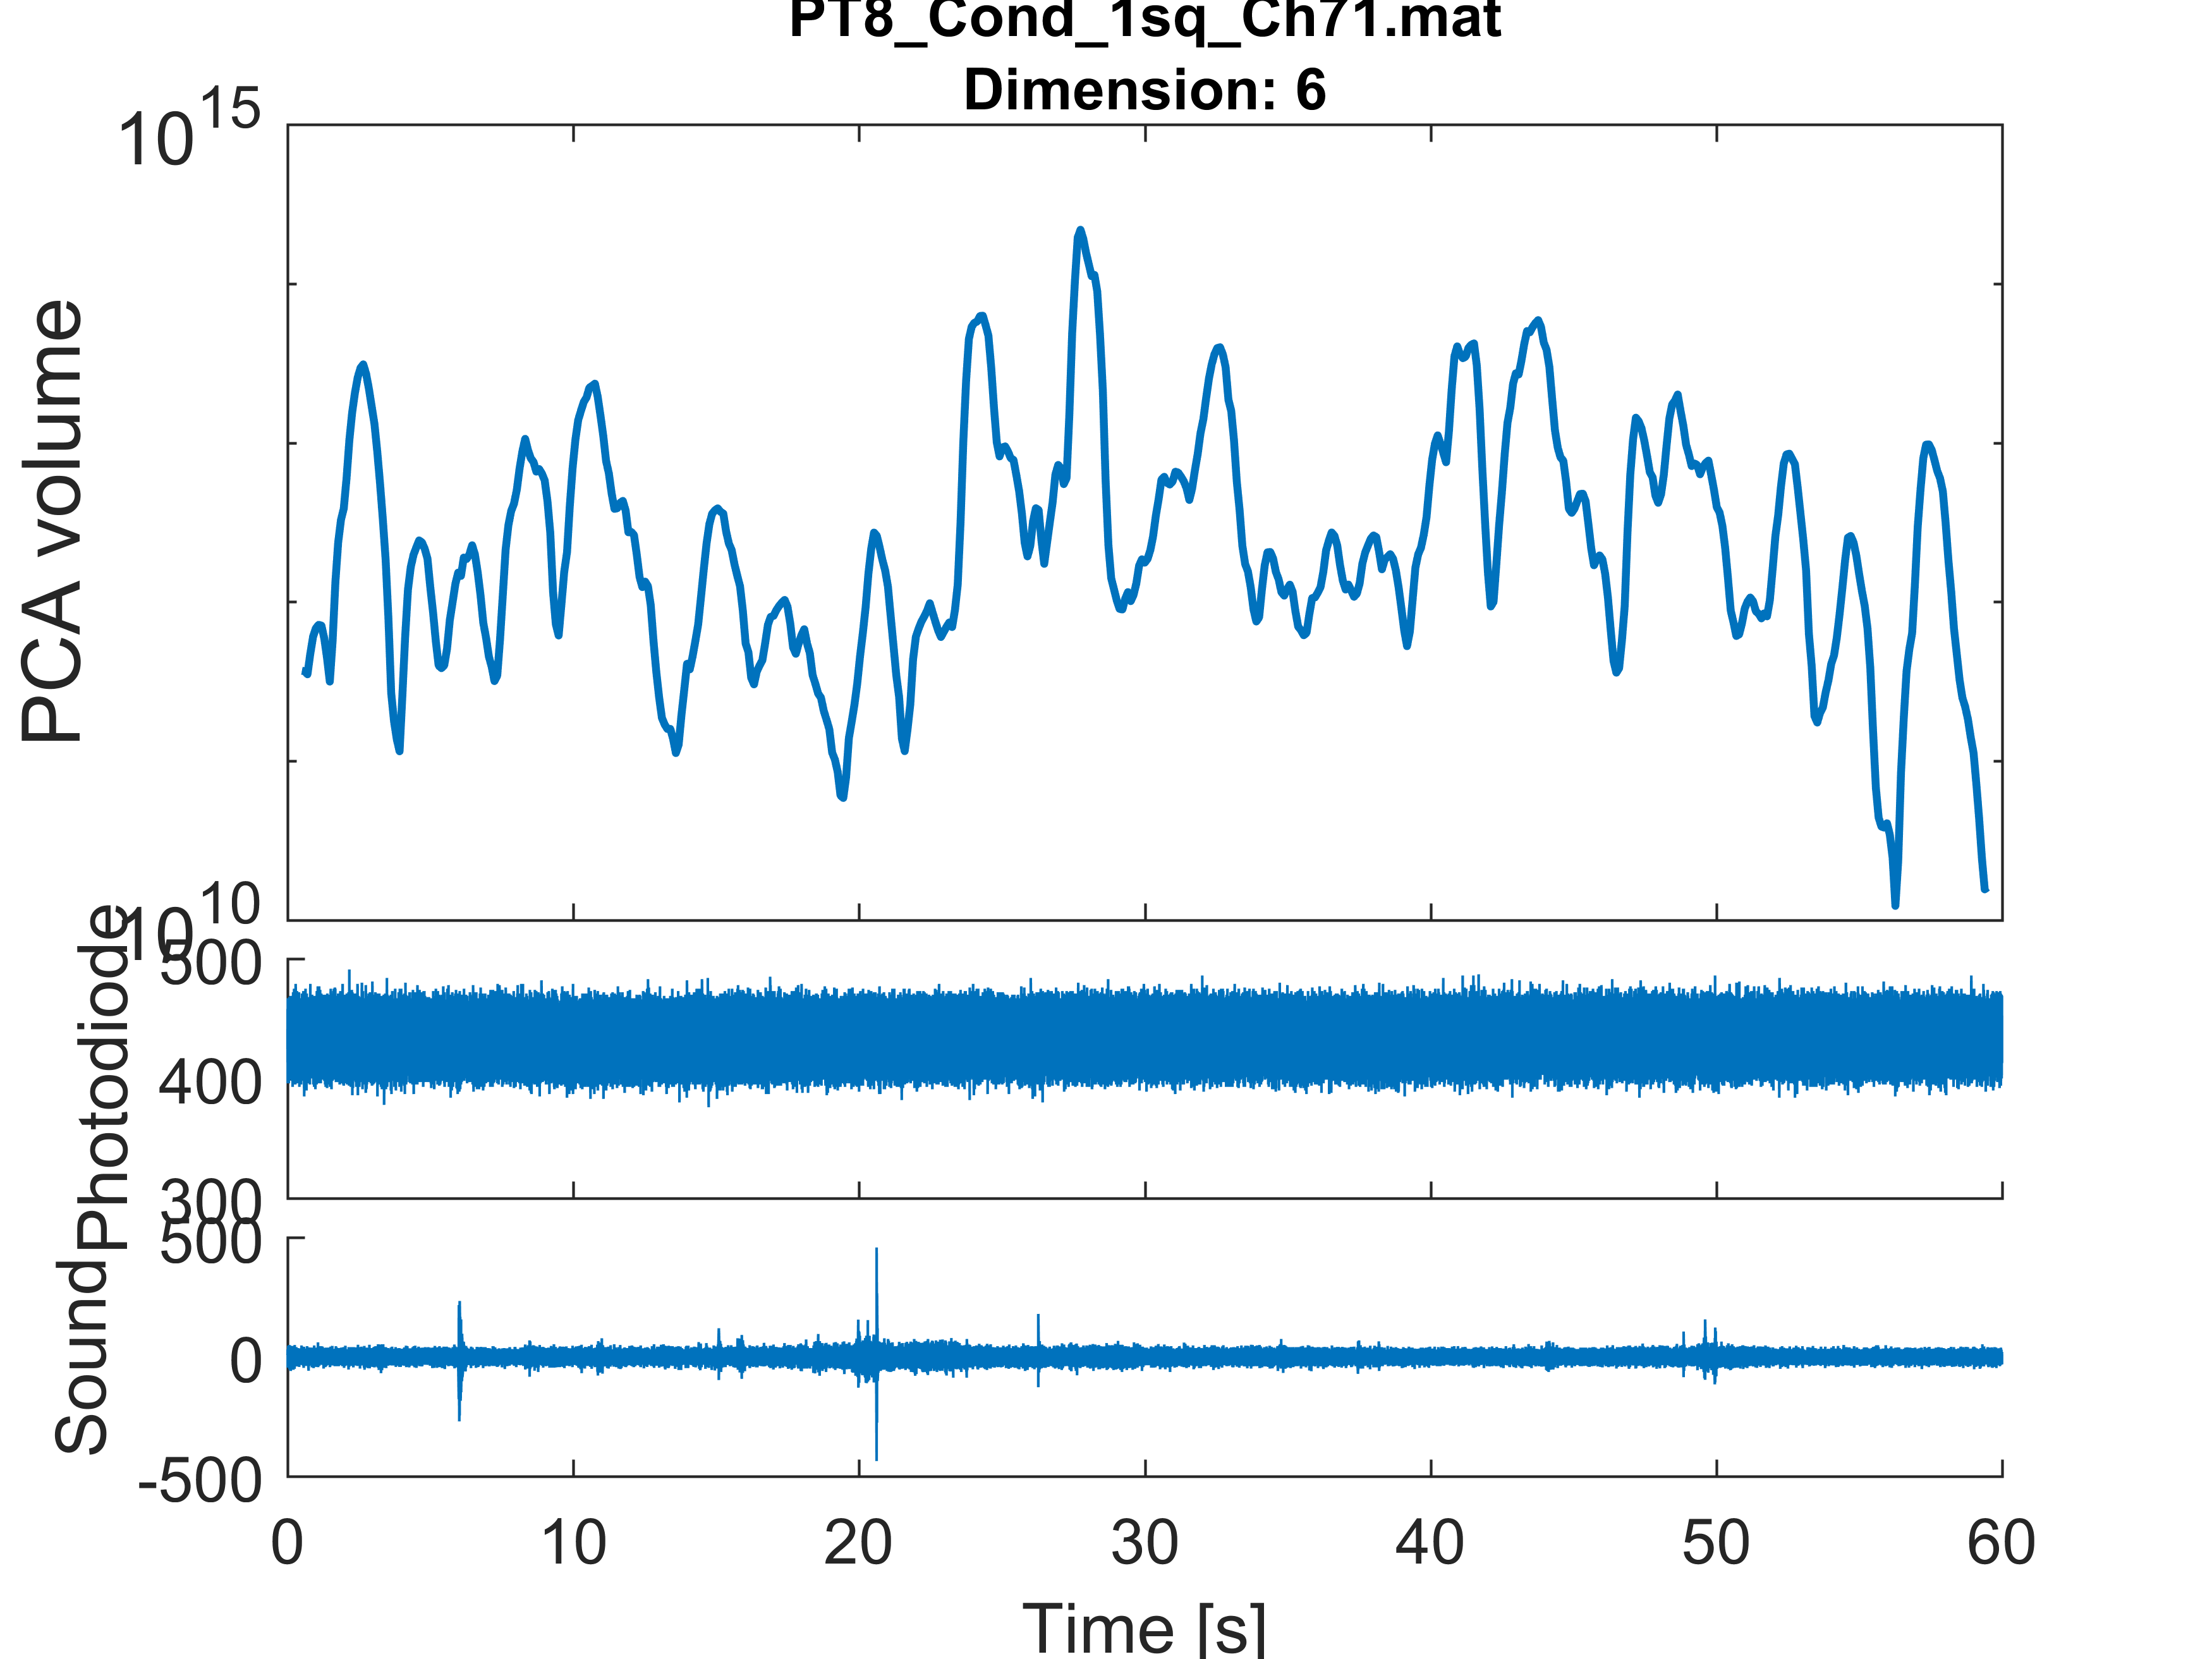 PT8_Cond_1sq_Ch71.mat
Dimension: 6
10^15
PCA volume
10^10
500
Photodiode
400
300
500
Sound
0
-500
0 10 20 30 40 50 60
Time [s]